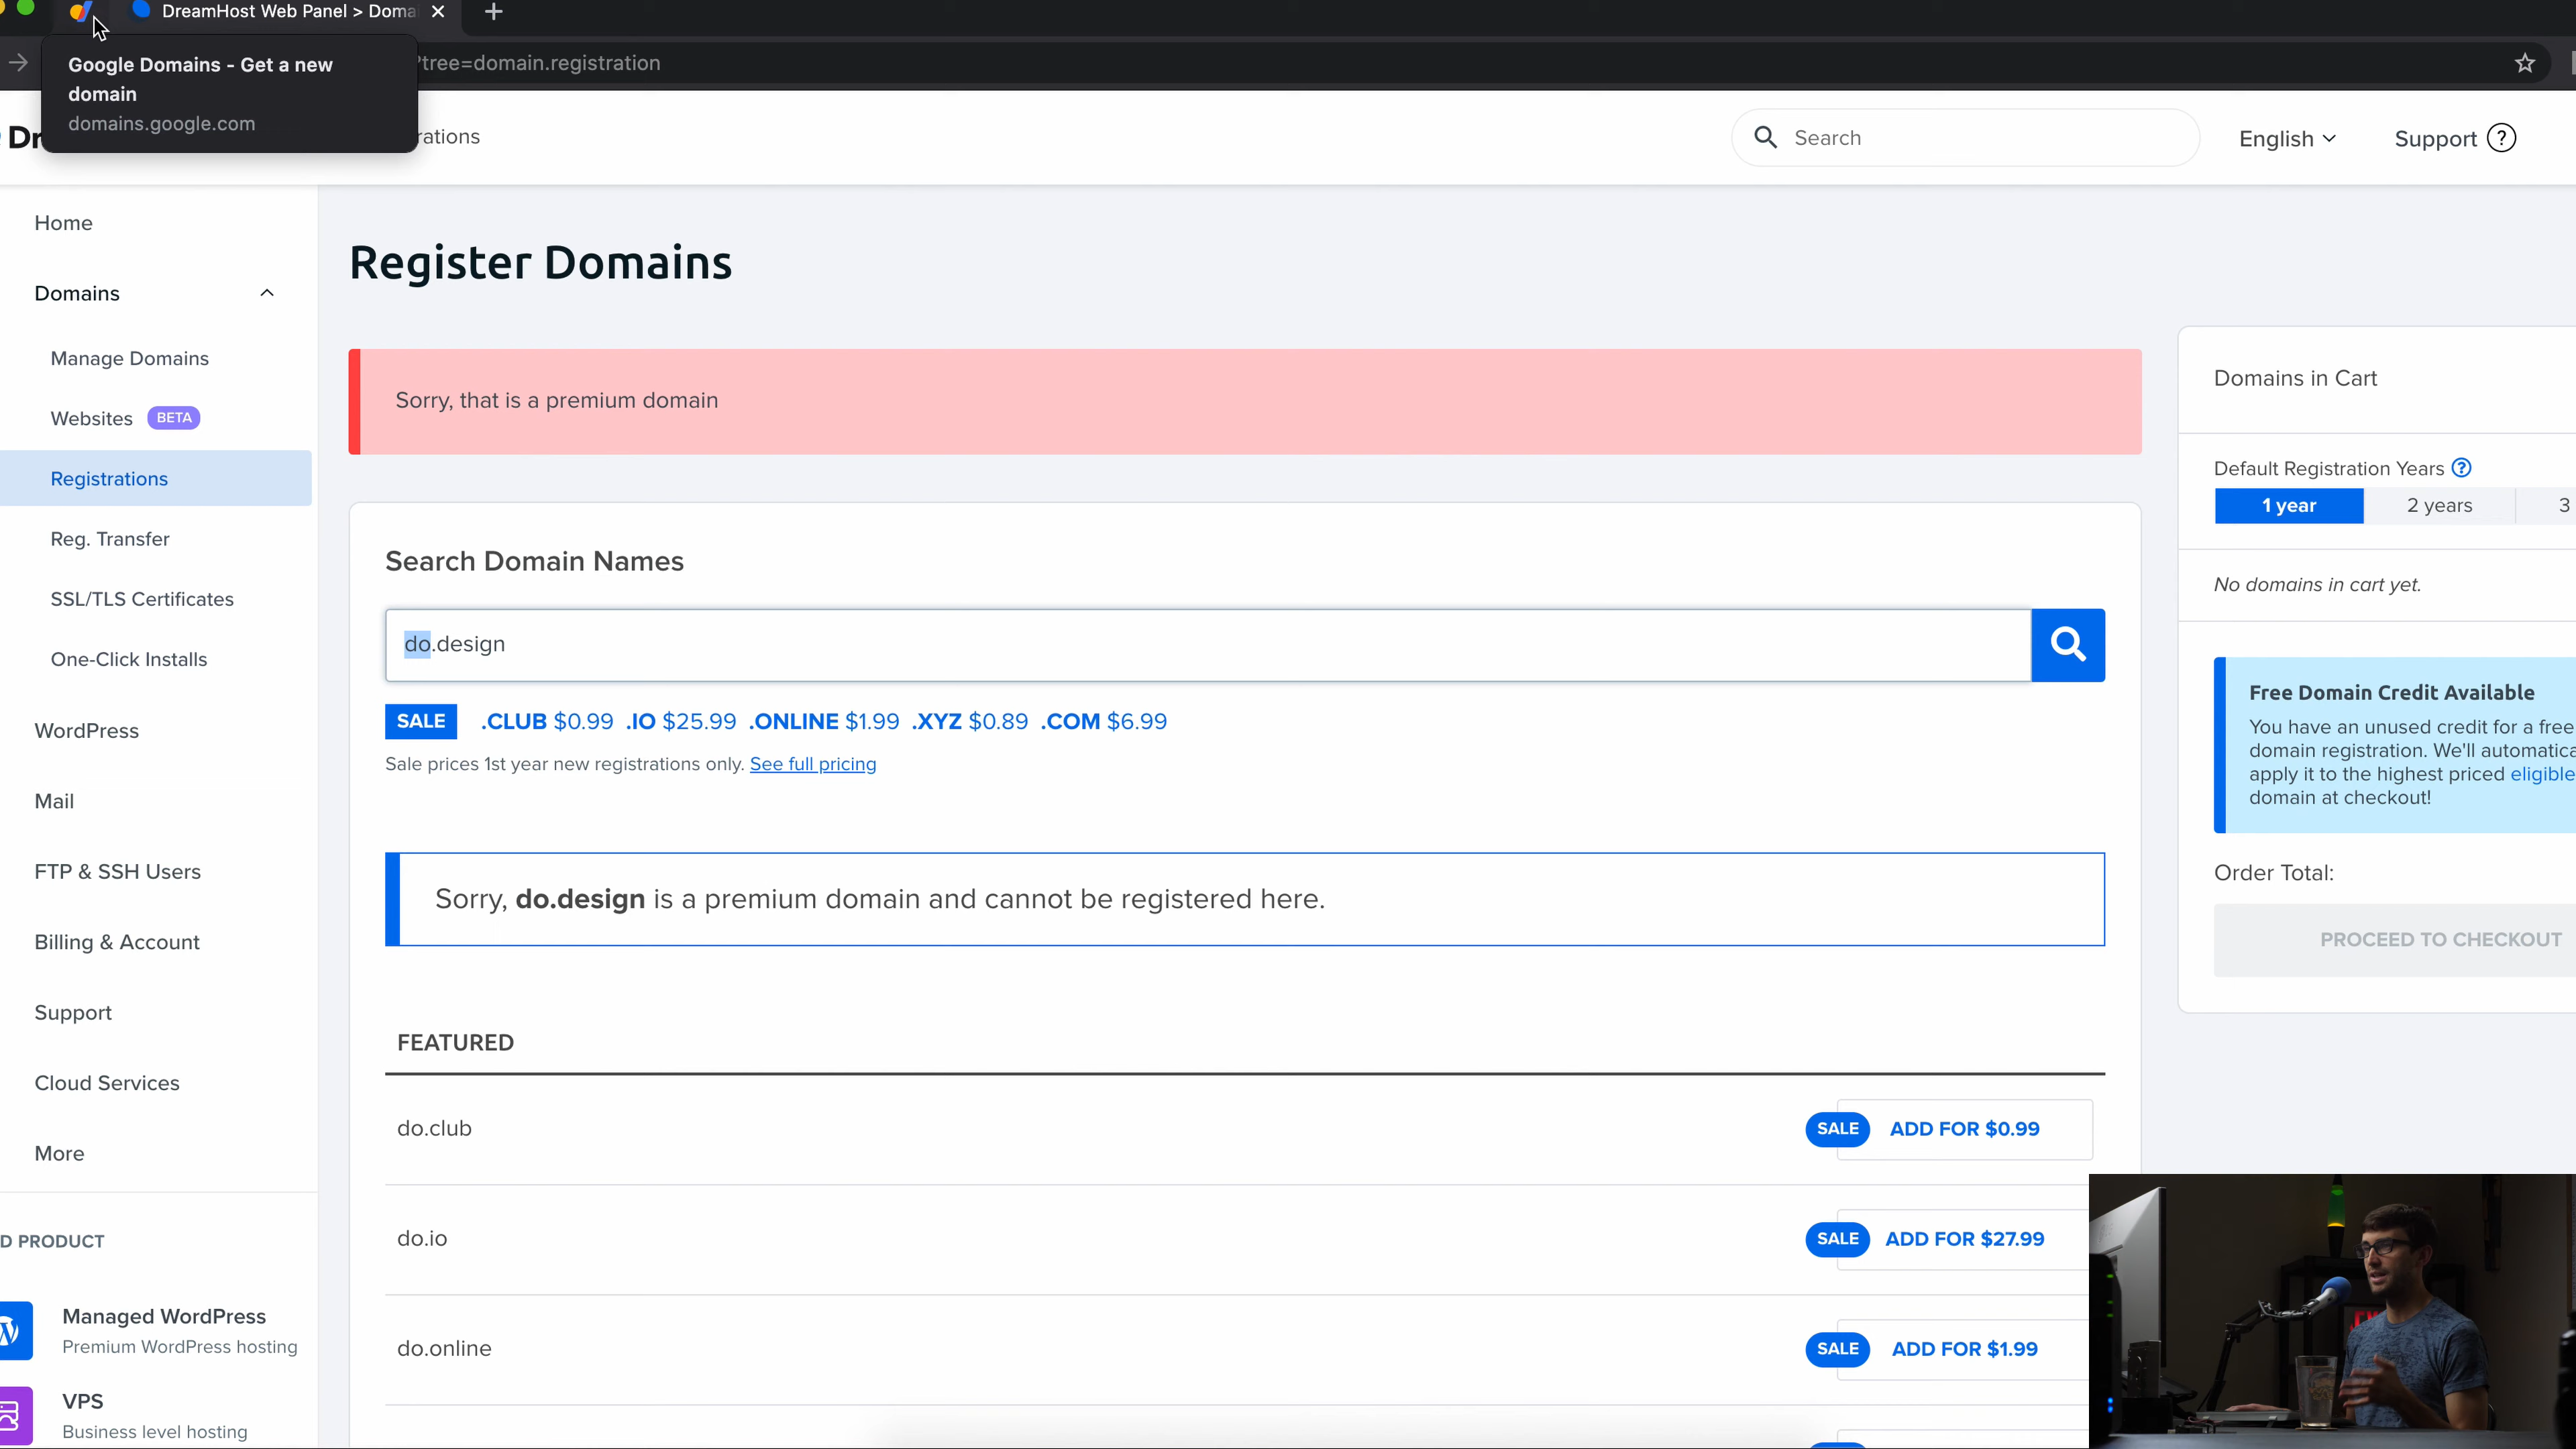 DreamHost Web Panel > Doma
Google Domains - Get a new
domain
domains.google.com
?tree=domain.registration
Dr
rations
Search
English
Support
Home
Domains
Manage Domains
Websites BETA
Registrations
Reg. Transfer
SSL/TLS Certificates
One-Click Installs
WordPress
Mail
FTP & SSH Users
Billing & Account
Support
Cloud Services
More
D PRODUCT
Managed WordPress
Premium WordPress hosting
VPS
Business level hosting
Register Domains
Sorry, that is a premium domain
Search Domain Names
do.design
SALE .CLUB $0.99 .IO $25.99 .ONLINE $1.99 .XYZ $0.89 .COM $6.99
Sale prices 1st year new registrations only. See full pricing
Sorry, do.design is a premium domain and cannot be registered here.
FEATURED
do.club SALE ADD FOR $0.99
do.io SALE ADD FOR $27.99
do.online SALE ADD FOR $1.99
Domains in Cart
Default Registration Years ?
1 year 2 years 3
No domains in cart yet.
Free Domain Credit Available
You have an unused credit for a free
domain registration. We'll automatica
apply it to the highest priced eligible
domain at checkout!
Order Total:
PROCEED TO CHECKOUT